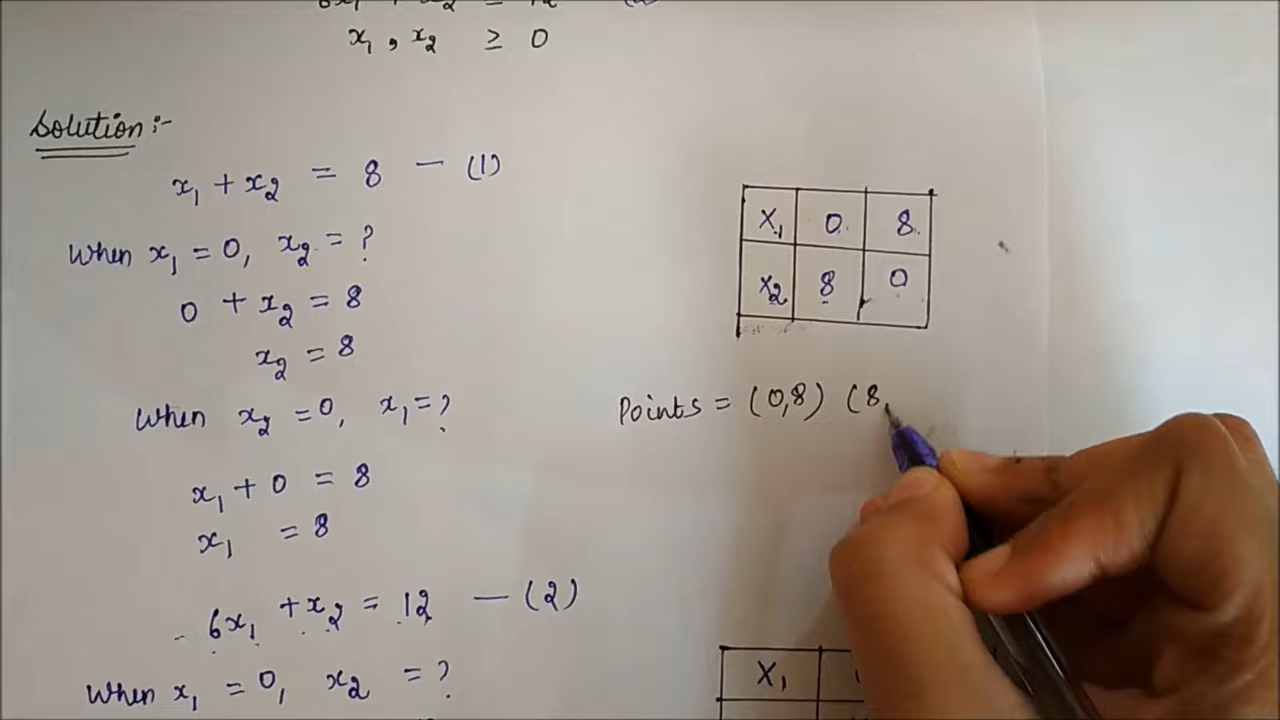 x₁, x₂ ≥ 0
Solution:-
x₁ + x₂ = 8 — (1)
When x₁ = 0, x₂ = ?
0 + x₂ = 8
x₂ = 8
When x₂ = 0, x₁ = ?
x₁ + 0 = 8
x₁ = 8
6x₁ + x₂ = 12 — (2)
When x₁ = 0, x₂ = ?
X₁ 0 8
X₂ 8 0
Points = (0,8) (8,
X₁